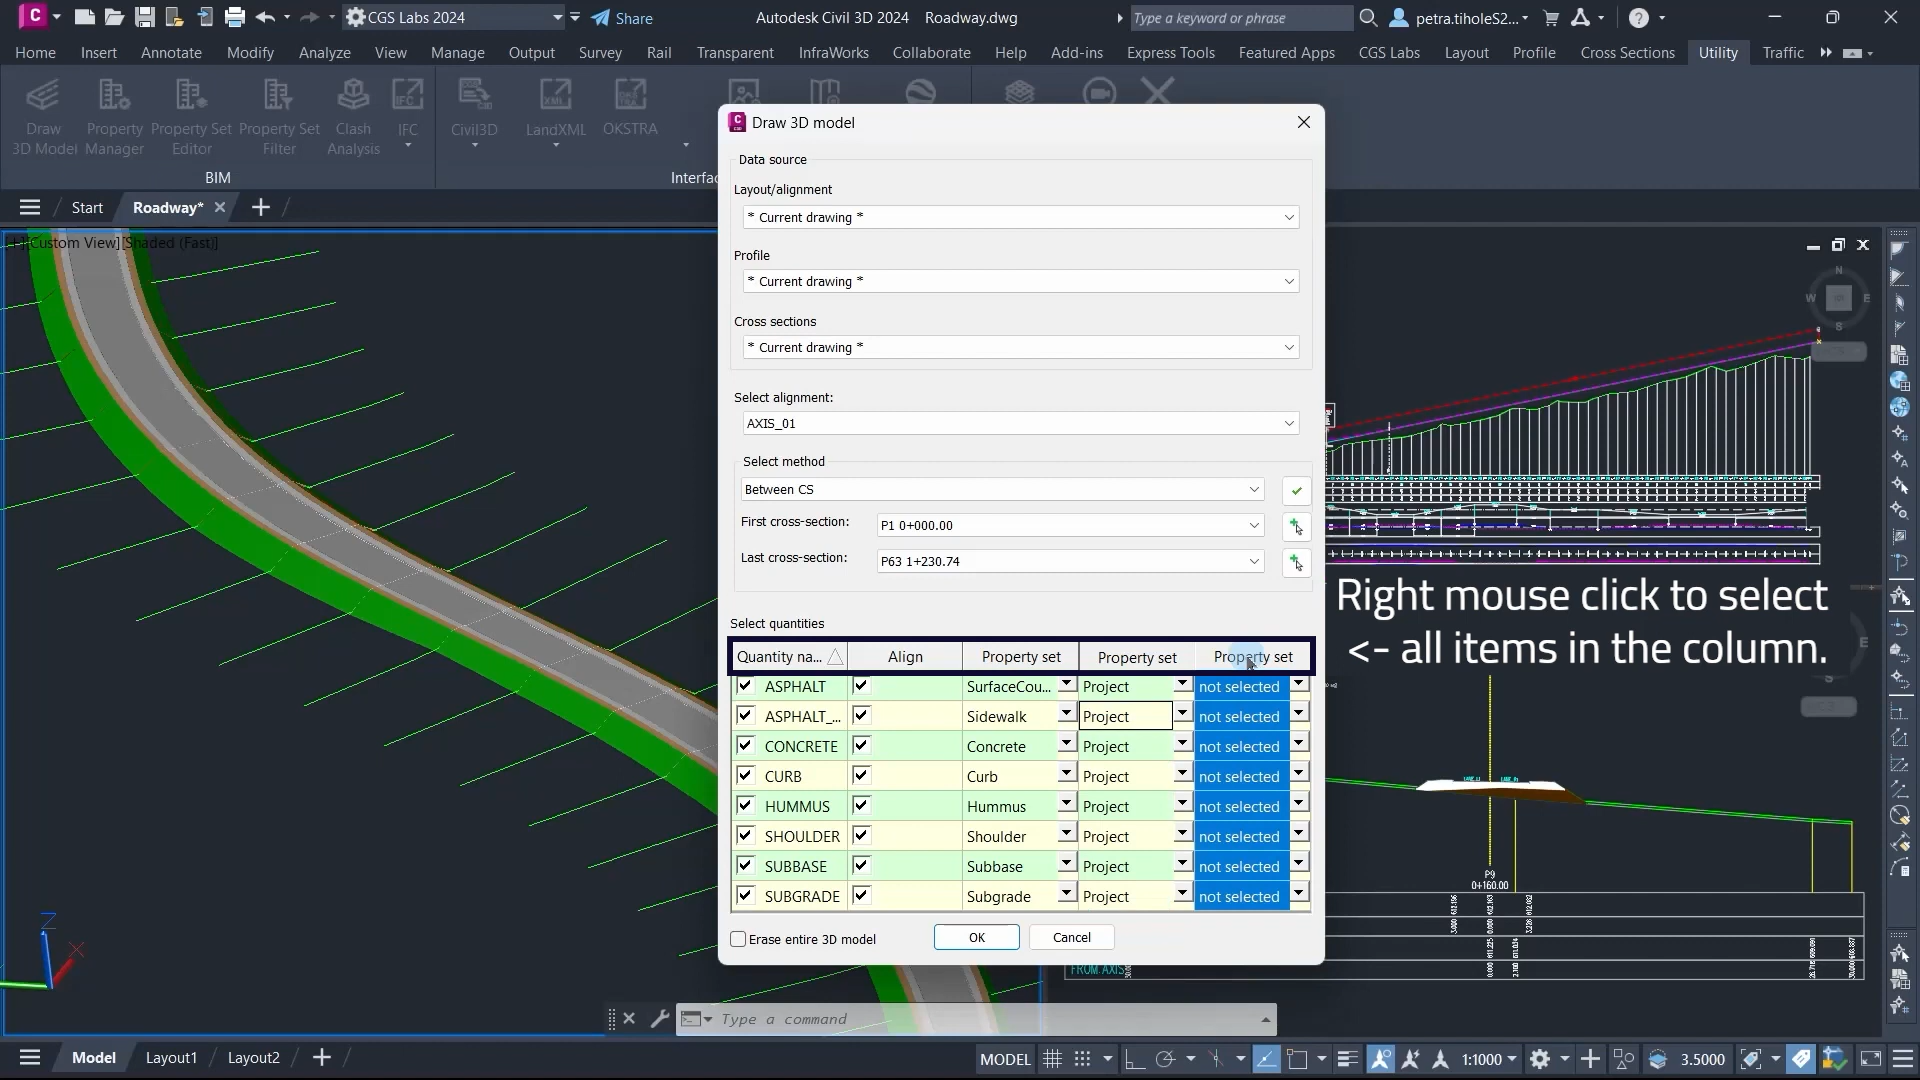 CGS Labs 2024
Share
Autodesk Civil 3D 2024 Roadway.dwg
Type a keyword or phrase
petra.tiholeS2...
Home Insert Annotate Modify Analyze View Manage Output Survey Rail Transparent InfraWorks Collaborate Help Add-ins Express Tools Featured Apps CGS Labs Layout Profile Cross Sections Utility Traffic
Draw 3D Model
Property Manager
Property Set Editor
Property Set Filter
Clash Analysis
IFC
Civil3D
LandXML
OKSTRA
BIM
Interfac
Start
Roadway*
[Custom View][Shaded (Fast)]
Draw 3D model
Data source
Layout/alignment
* Current drawing *
Profile
* Current drawing *
Cross sections
* Current drawing *
Select alignment:
AXIS_01
Select method
Between CS
First cross-section: P1 0+000.00
Last cross-section: P63 1+230.74
Select quantities
Quantity na... Align Property set Property set Property set
ASPHALT SurfaceCou... Project not selected
ASPHALT_... Sidewalk Project not selected
CONCRETE Concrete Project not selected
CURB Curb Project not selected
HUMMUS Hummus Project not selected
SHOULDER Shoulder Project not selected
SUBBASE Subbase Project not selected
SUBGRADE Subgrade Project not selected
Erase entire 3D model
OK
Cancel
Right mouse click to select
<- all items in the column.
N
W E
S
P9
0+160.00
FROM AXIS
Z
X
Type a command
Model Layout1 Layout2
MODEL
1:1000
3.5000